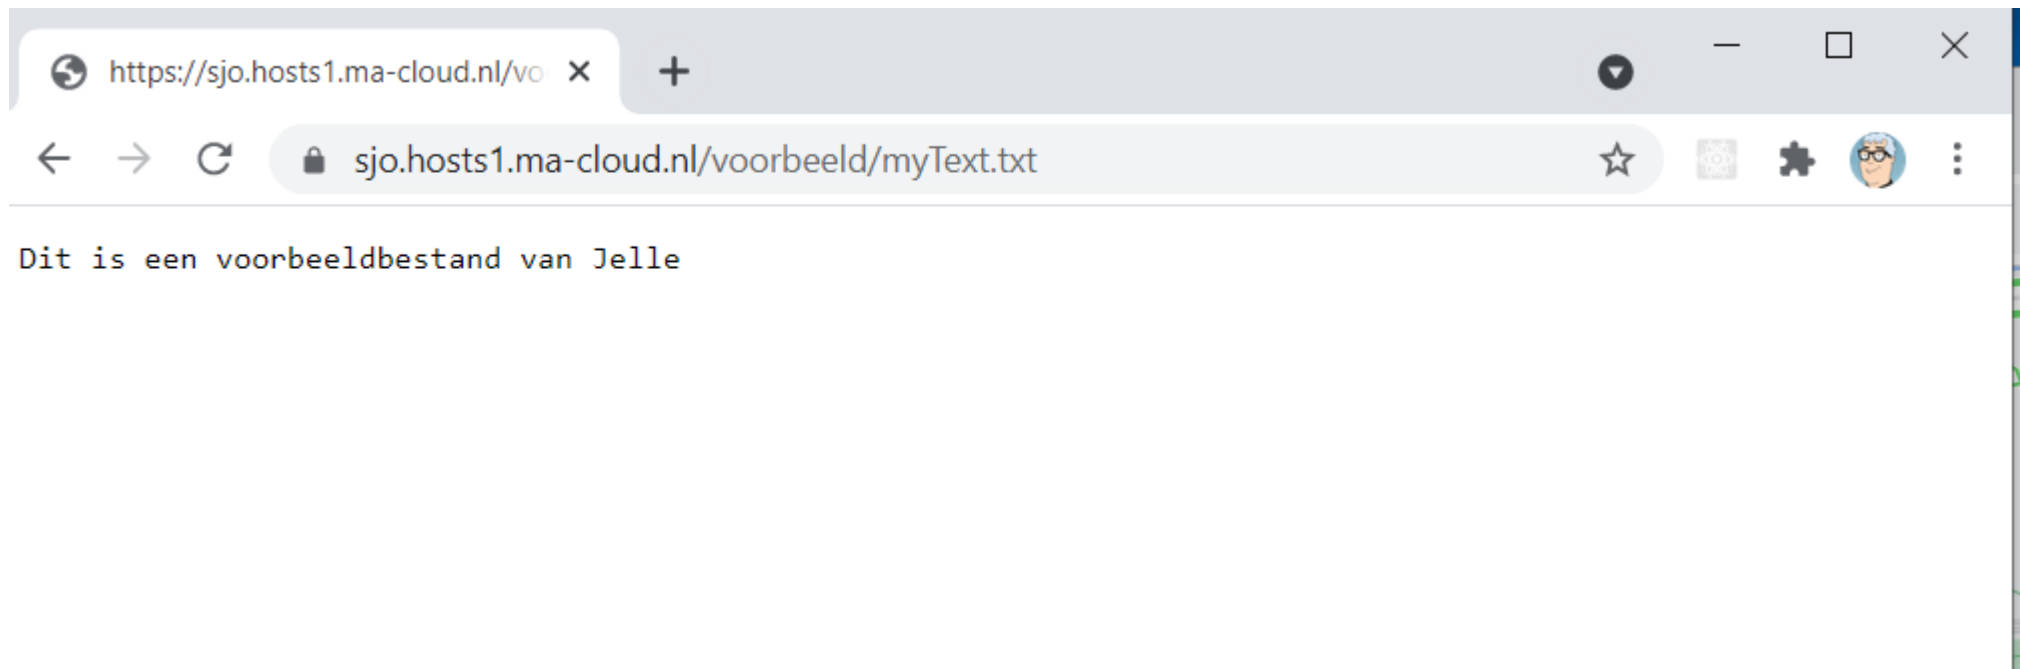 https://sjo.hosts1.ma-cloud.nl/vo
sjo.hosts1.ma-cloud.nl/voorbeeld/myText.txt
Dit is een voorbeeldbestand van Jelle